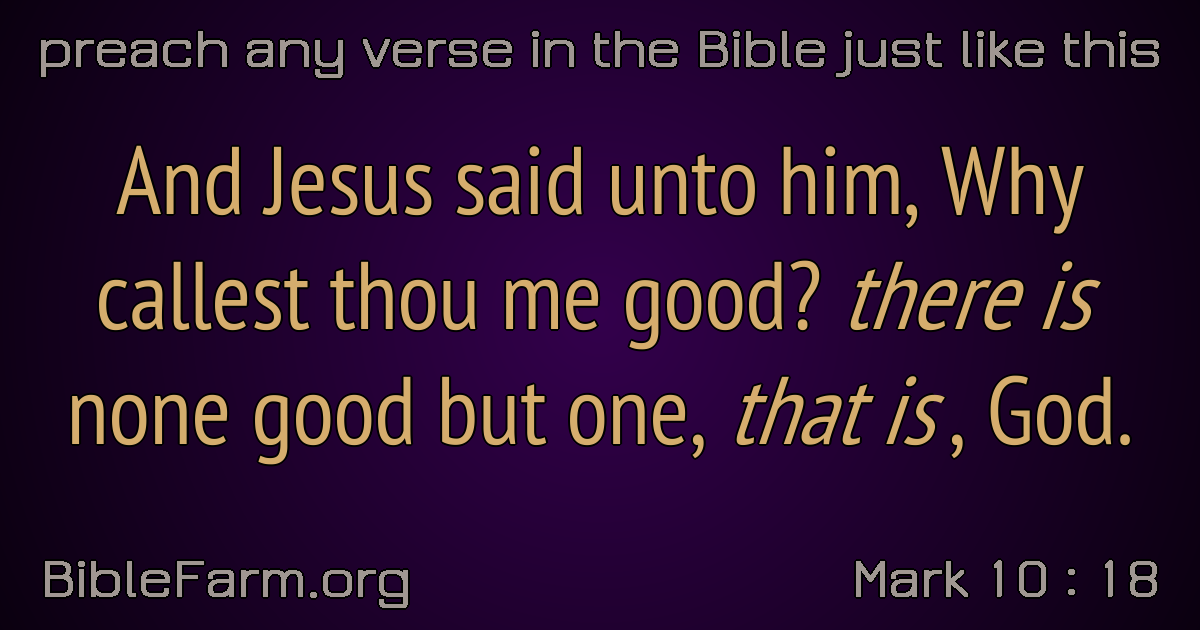 preach any verse in the Bible just like this
And Jesus said unto him, Why
callest thou me good? there is
none good but one, that is, God.
BibleFarm.org
Mark 10 : 18